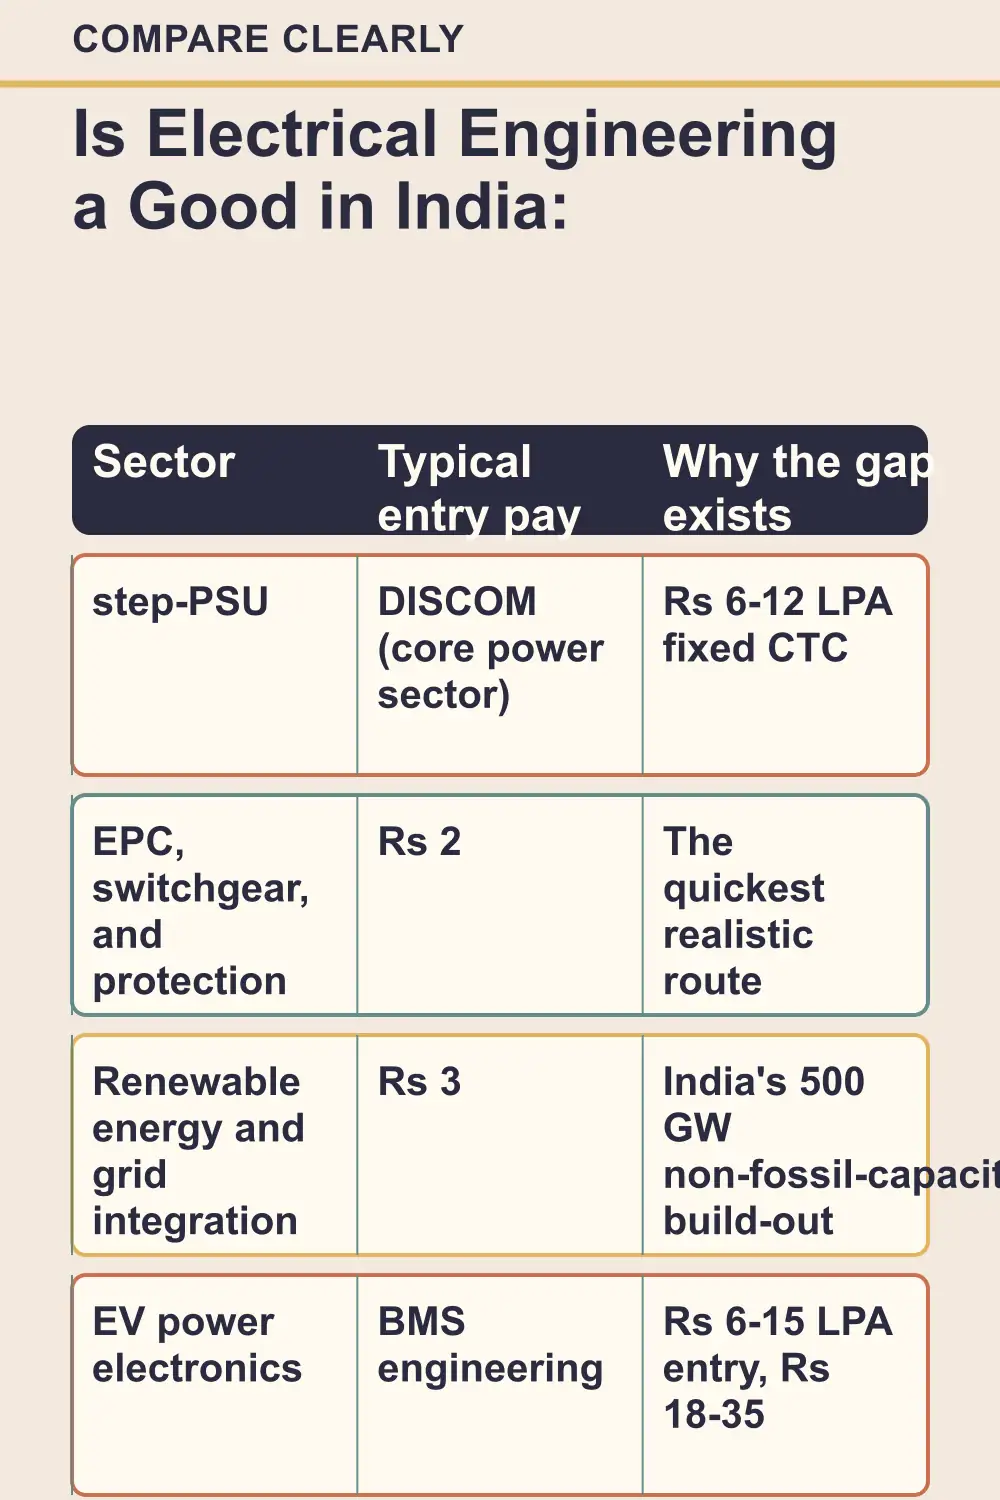 COMPARE CLEARLY
Is Electrical Engineering
a Good in India:
Sector
Typical
entry pay
Why the gap
exists
step-PSU
DISCOM
(core power
sector)
Rs 6-12 LPA
fixed CTC
EPC,
switchgear,
and
protection
Rs 2
The
quickest
realistic
route
Renewable
energy and
grid
integration
Rs 3
India's 500
GW
non-fossil-capacit
build-out
EV power
electronics
BMS
engineering
Rs 6-15 LPA
entry, Rs
18-35